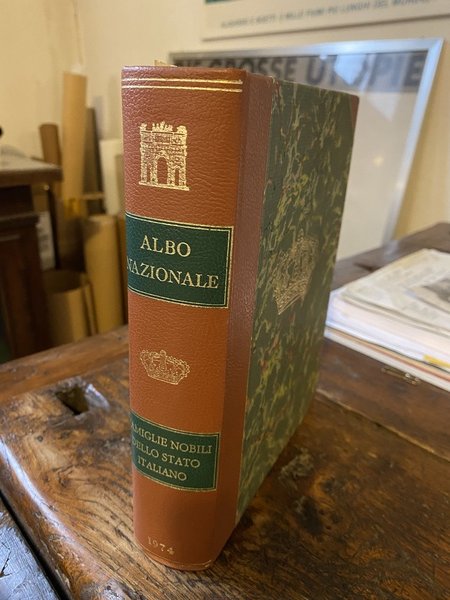 ALBO
NAZIONALE
FAMIGLIE NOBILI
DELLO STATO
ITALIANO
1974
GROSSE UTOPIE